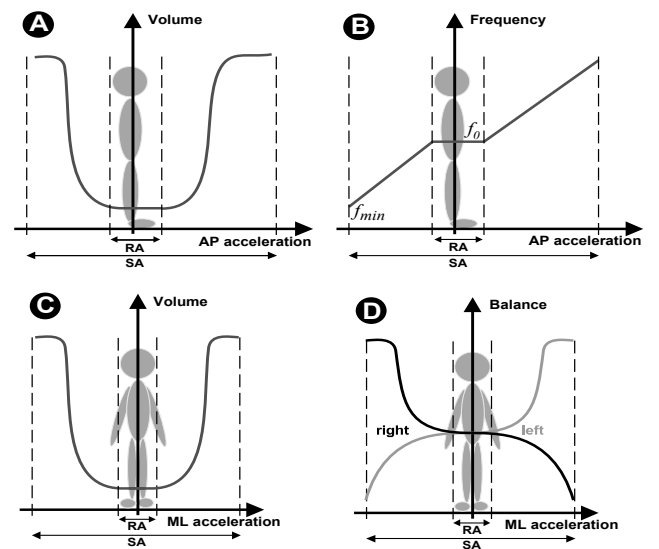 A
Volume
AP acceleration
RA
SA
B
Frequency
f0
fmin
AP acceleration
RA
SA
C
Volume
ML acceleration
RA
SA
D
Balance
right
left
ML acceleration
RA
SA